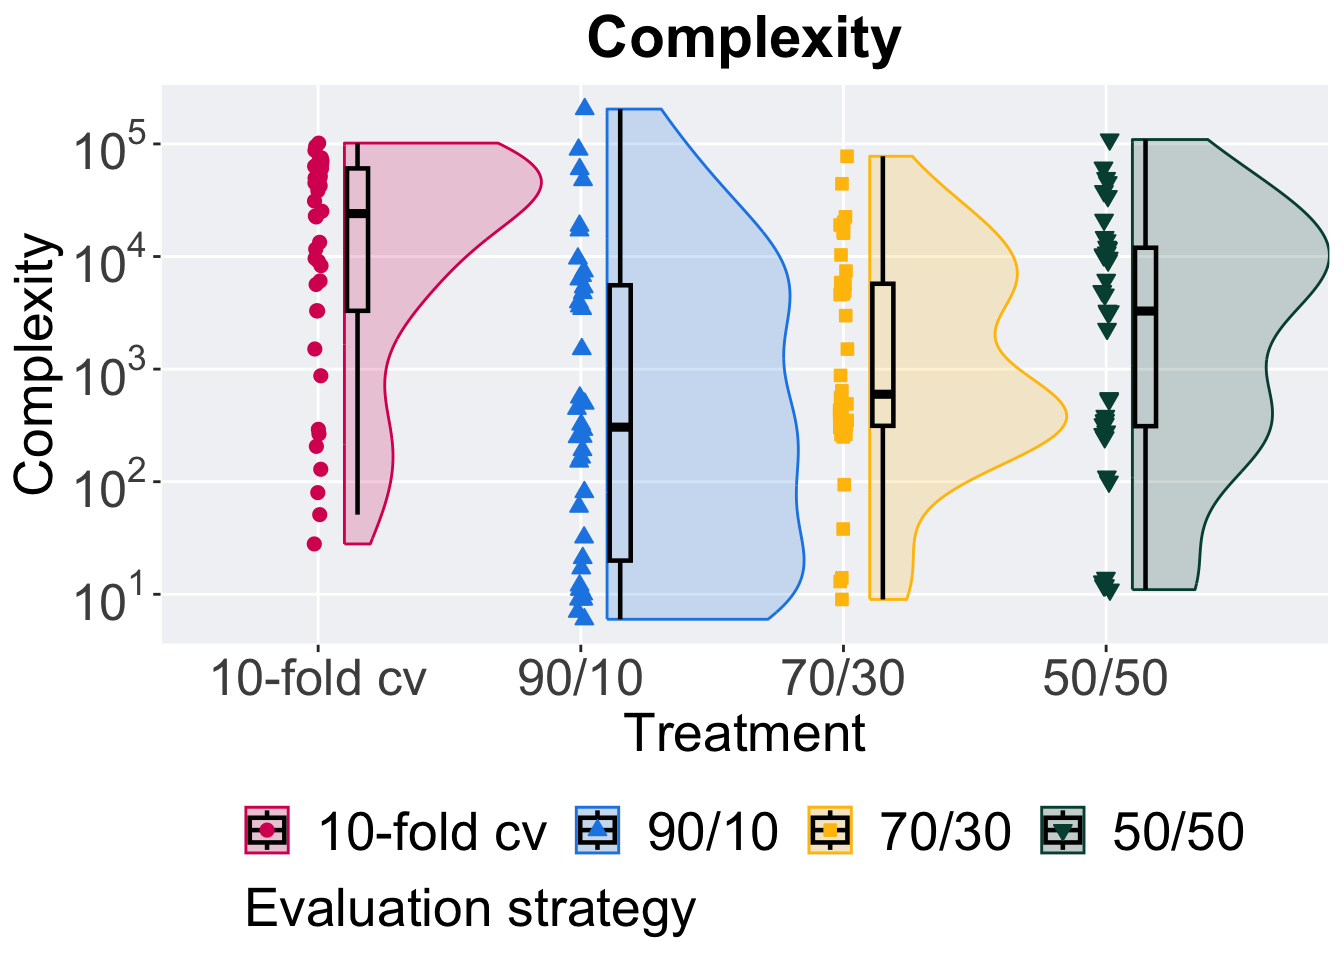 Complexity
Complexity
10^5
10^4
10^3
10^2
10^1
10-fold cv 90/10 70/30 50/50
Treatment
10-fold cv 90/10 70/30 50/50
Evaluation strategy